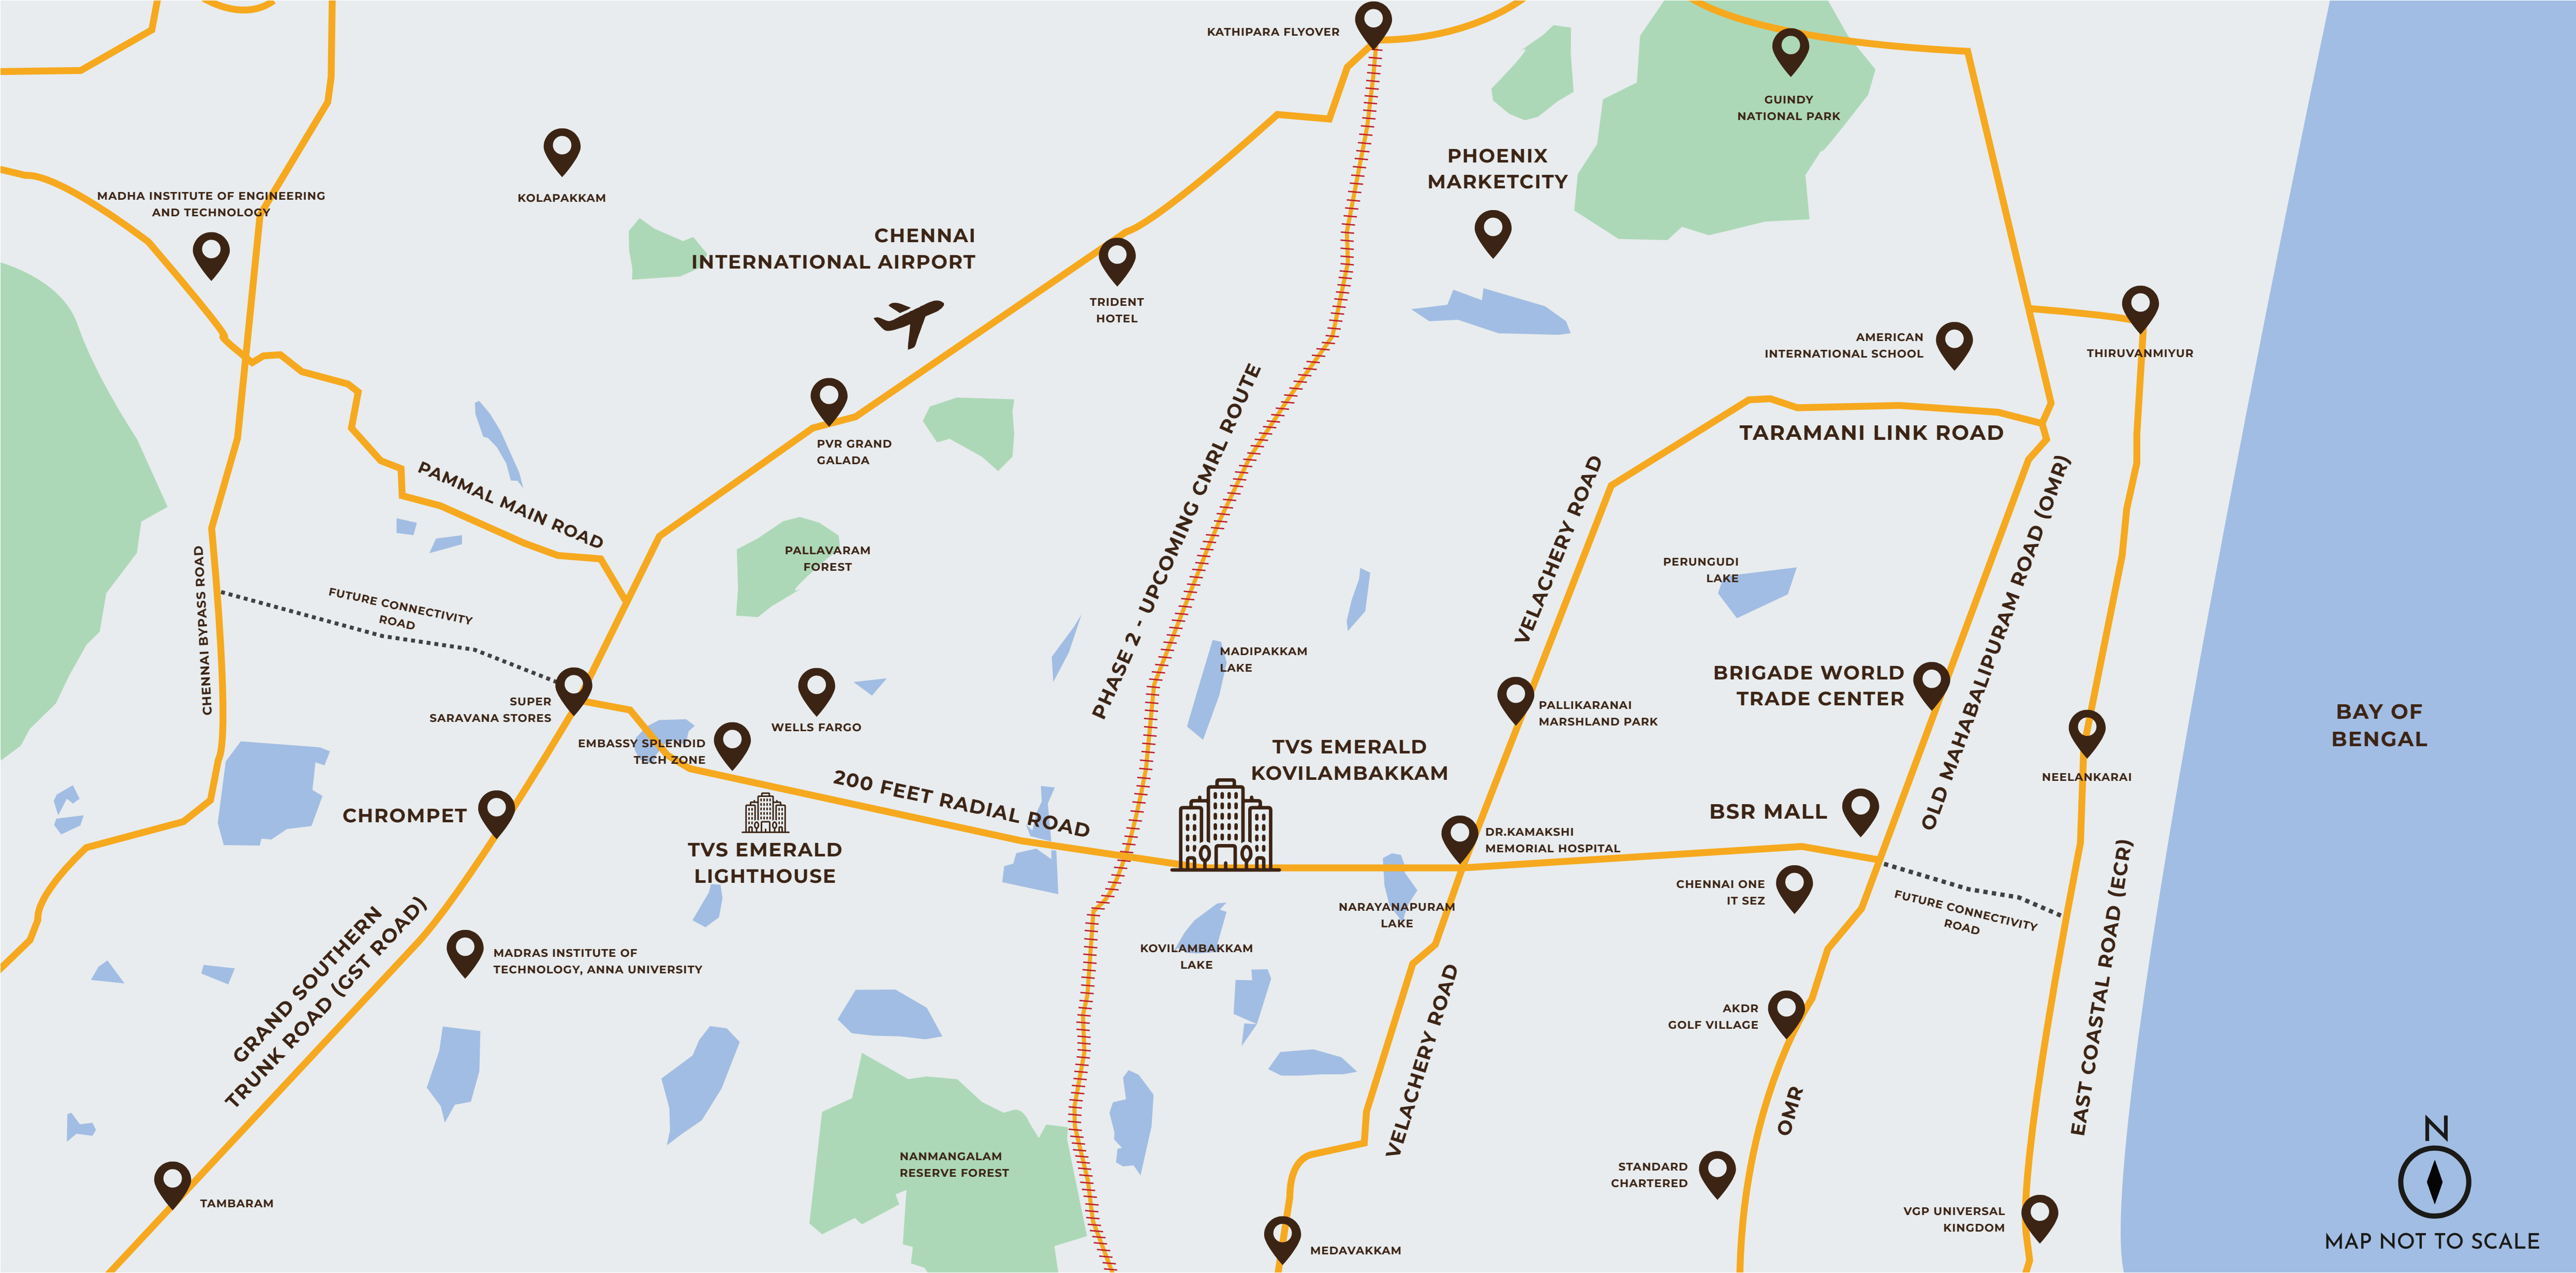 KATHIPARA FLYOVER
GUINDY
NATIONAL PARK
PHOENIX
MARKETCITY
MADHA INSTITUTE OF ENGINEERING
AND TECHNOLOGY
KOLAPAKKAM
CHENNAI
INTERNATIONAL AIRPORT
TRIDENT
HOTEL
AMERICAN
INTERNATIONAL SCHOOL
THIRUVANMIYUR
TARAMANI LINK ROAD
PVR GRAND
GALADA
PAMMAL MAIN ROAD
PHASE 2 - UPCOMING CMRL ROUTE
VELACHERY ROAD
OLD MAHABALIPURAM ROAD (OMR)
PALLAVARAM
FOREST
PERUNGUDI
LAKE
CHENNAI BYPASS ROAD
FUTURE CONNECTIVITY
ROAD
MADIPAKKAM
LAKE
SUPER
SARAVANA STORES
WELLS FARGO
EMBASSY SPLENDID
TECH ZONE
PALLIKARANAI
MARSHLAND PARK
BRIGADE WORLD
TRADE CENTER
BAY OF
BENGAL
NEELANKARAI
TVS EMERALD
KOVILAMBAKKAM
200 FEET RADIAL ROAD
CHROMPET
TVS EMERALD
LIGHTHOUSE
DR.KAMAKSHI
MEMORIAL HOSPITAL
BSR MALL
CHENNAI ONE
IT SEZ
FUTURE CONNECTIVITY
ROAD
NARAYANAPURAM
LAKE
KOVILAMBAKKAM
LAKE
GRAND SOUTHERN
TRUNK ROAD (GST ROAD)
MADRAS INSTITUTE OF
TECHNOLOGY, ANNA UNIVERSITY
VELACHERY ROAD
AKDR
GOLF VILLAGE
EAST COASTAL ROAD (ECR)
OMR
NANMANGALAM
RESERVE FOREST
STANDARD
CHARTERED
TAMBARAM
VGP UNIVERSAL
KINGDOM
MEDAVAKKAM
N
MAP NOT TO SCALE